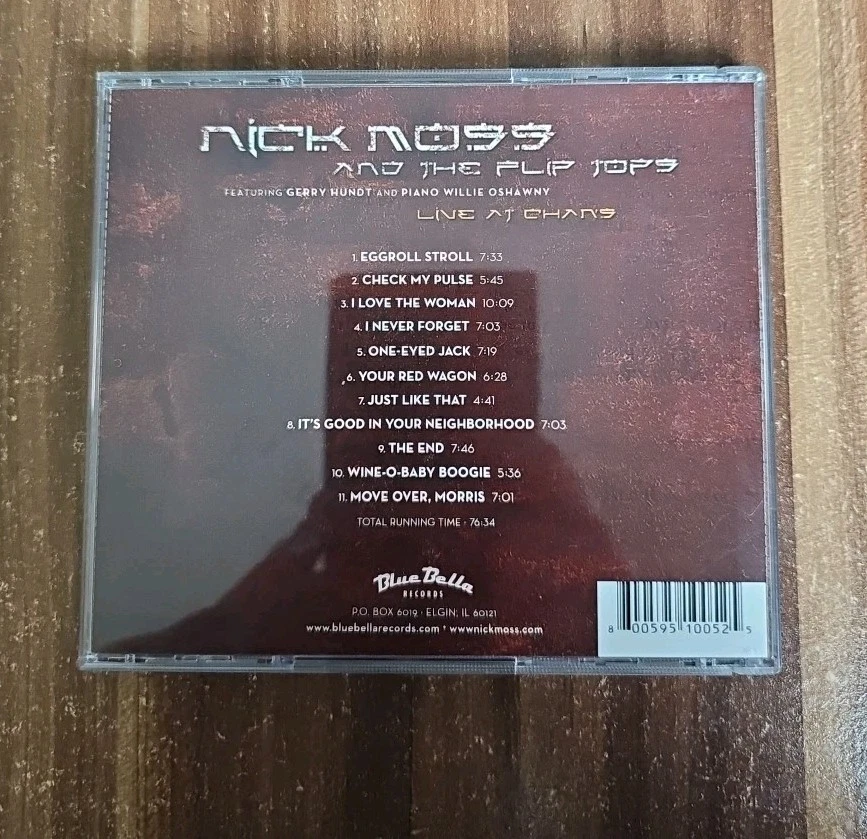 NICK MOSS
AND THE FLIP TOPS
FEATURING GERRY HUNDT AND PIANO WILLIE OSHAWNY
LIVE AT CHAN'S
1. EGGROLL STROLL 7:33
2. CHECK MY PULSE 5:45
3. I LOVE THE WOMAN 10:09
4. I NEVER FORGET 7:03
5. ONE-EYED JACK 7:19
6. YOUR RED WAGON 6:28
7. JUST LIKE THAT 4:41
8. IT'S GOOD IN YOUR NEIGHBORHOOD 7:03
9. THE END 7:46
10. WINE-O-BABY BOOGIE 5:36
11. MOVE OVER, MORRIS 7:01
TOTAL RUNNING TIME · 76:34
Blue Bella
RECORDS
P.O. BOX 6019 · ELGIN, IL 60121
www.bluebellarecords.com · www.nickmoss.com
8 00595 10052 5